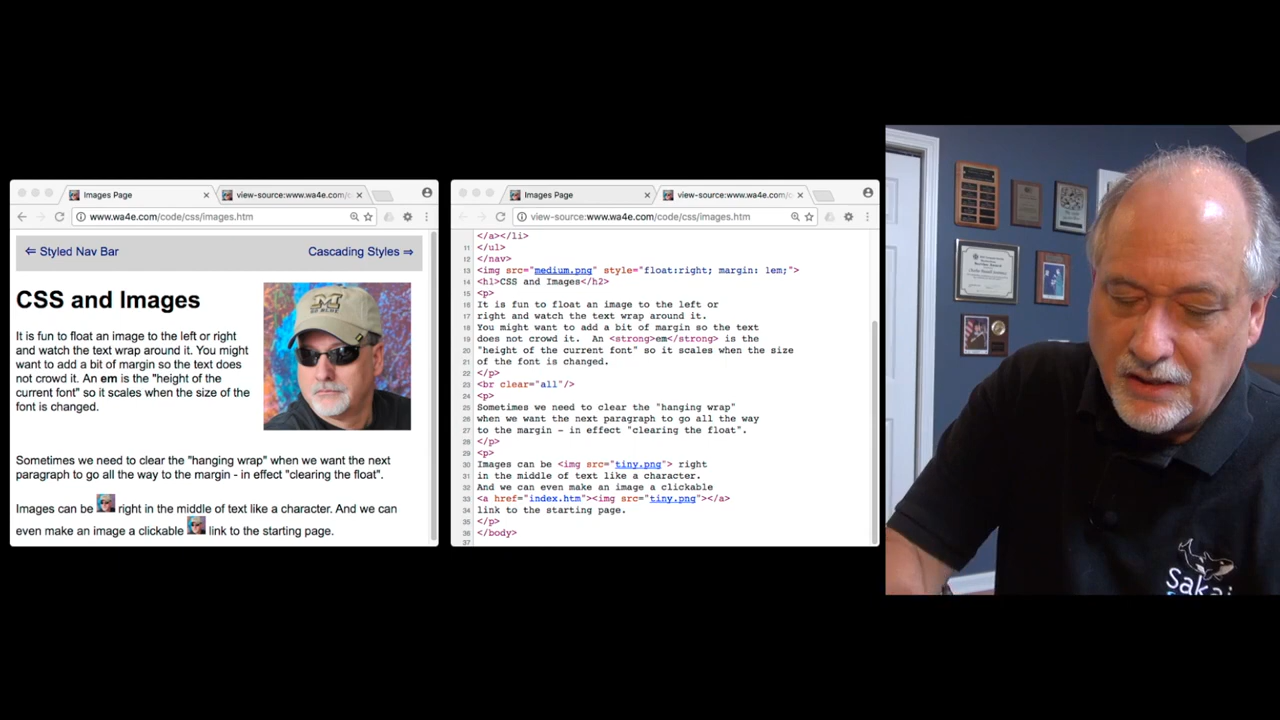 Images Page
view-source:www.wa4e.com/c
www.wa4e.com/code/css/images.htm
⇐ Styled Nav Bar
Cascading Styles ⇒
CSS and Images
It is fun to float an image to the left or right
and watch the text wrap around it. You might
want to add a bit of margin so the text does
not crowd it. An em is the "height of the
current font" so it scales when the size of the
font is changed.
Sometimes we need to clear the "hanging wrap" when we want the next
paragraph to go all the way to the margin - in effect "clearing the float".
Images can be right in the middle of text like a character. And we can
even make an image a clickable link to the starting page.
Images Page
view-source:www.wa4e.com/c
view-source:www.wa4e.com/code/css/images.htm
</a></li>
11 </ul>
12 </nav>
13 <img src="medium.png" style="float:right; margin: 1em;">
14 <h1>CSS and Images</h2>
15 <p>
16 It is fun to float an image to the left or
17 right and watch the text wrap around it.
18 You might want to add a bit of margin so the text
19 does not crowd it.  An <strong>em</strong> is the
20 "height of the current font" so it scales when the size
21 of the font is changed.
22 </p>
23 <br clear="all"/>
24 <p>
25 Sometimes we need to clear the "hanging wrap"
26 when we want the next paragraph to go all the way
27 to the margin - in effect "clearing the float".
28 </p>
29 <p>
30 Images can be <img src="tiny.png"> right
31 in the middle of text like a character.
32 And we can even make an image a clickable
33 <a href="index.htm"><img src="tiny.png"></a>
34 link to the starting page.
35 </p>
36 </body>
37
Sakai